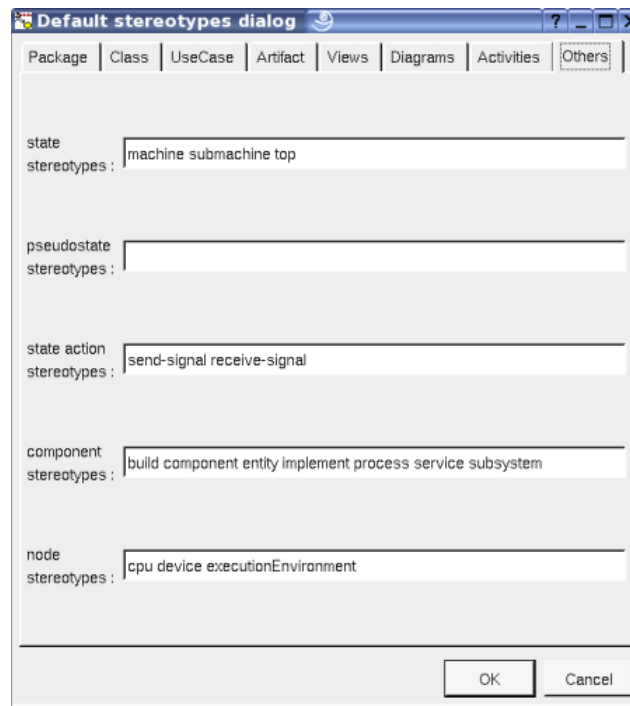 Default stereotypes dialog
Package Class UseCase Artifact Views Diagrams Activities Others
state
stereotypes :
machine submachine top
pseudostate
stereotypes :
state action
stereotypes :
send-signal receive-signal
component
stereotypes :
build component entity implement process service subsystem
node
stereotypes :
cpu device executionEnvironment
OK Cancel